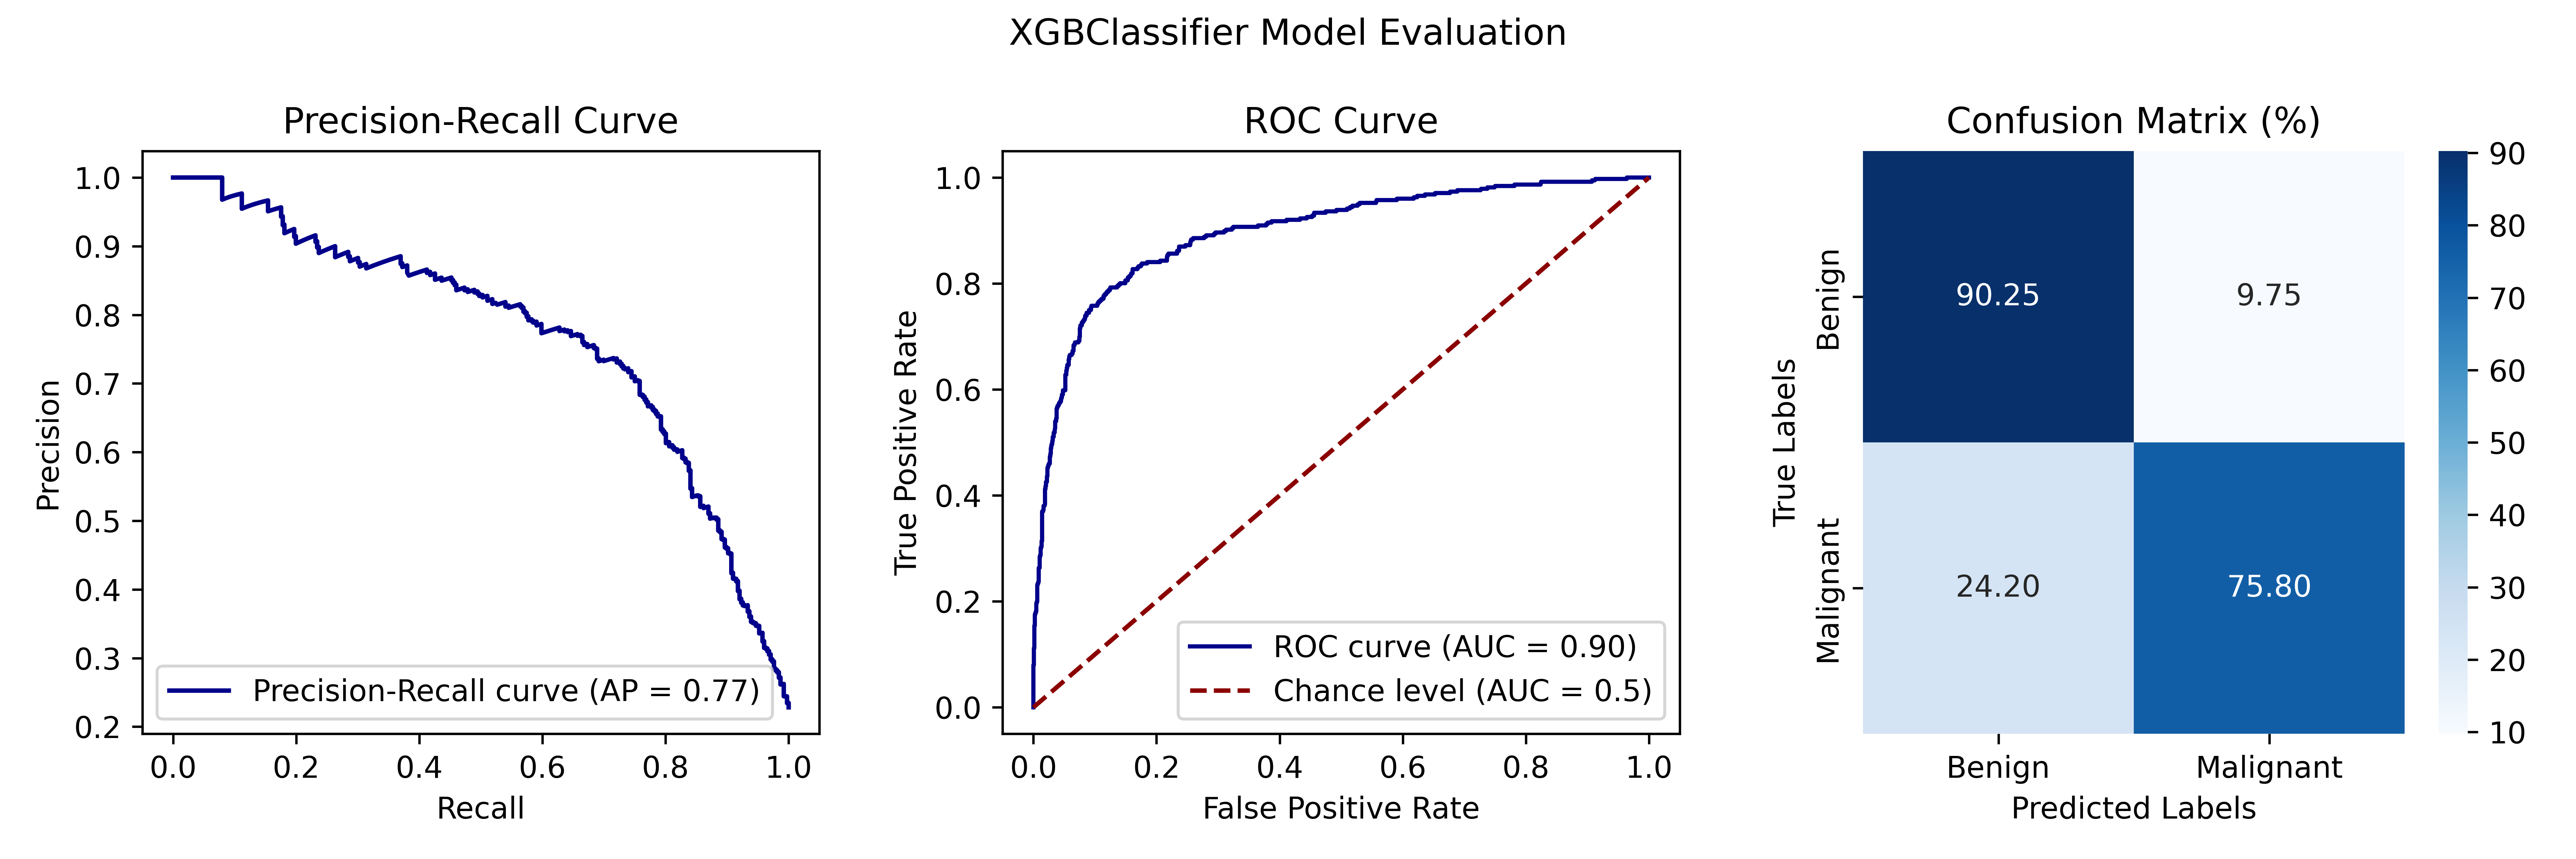 XGBClassifier Model Evaluation
Precision-Recall Curve
1.0
0.9
0.8
0.7
0.6
0.5
0.4
0.3
0.2
Precision
Precision-Recall curve (AP = 0.77)
0.0 0.2 0.4 0.6 0.8 1.0
Recall
ROC Curve
1.0
0.8
0.6
0.4
0.2
0.0
True Positive Rate
ROC curve (AUC = 0.90)
Chance level (AUC = 0.5)
0.0 0.2 0.4 0.6 0.8 1.0
False Positive Rate
Confusion Matrix (%)
True Labels
Benign
90.25 9.75
Malignant
24.20 75.80
Benign Malignant
Predicted Labels
90
80
70
60
50
40
30
20
10